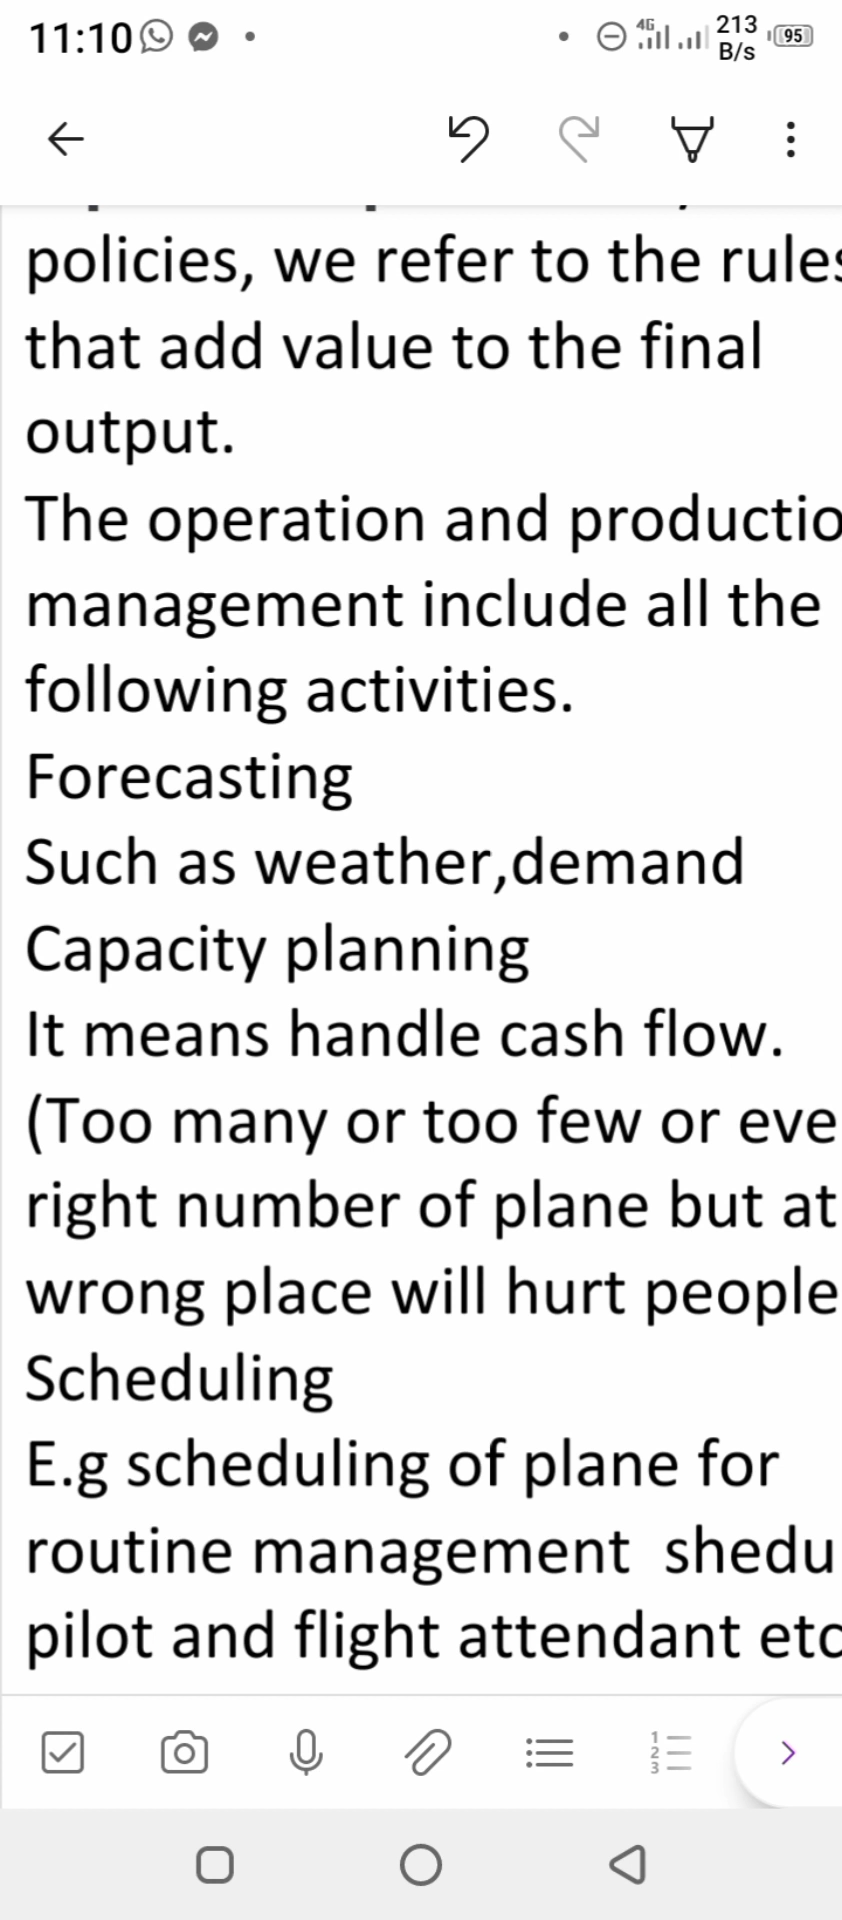 11:10
4G
213
B/s
95
policies, we refer to the rules
that add value to the final
output.
The operation and productio
management include all the
following activities.
Forecasting
Such as weather,demand
Capacity planning
It means handle cash flow.
(Too many or too few or eve
right number of plane but at
wrong place will hurt people
Scheduling
E.g scheduling of plane for
routine management  shedu
pilot and flight attendant etc
1
2
3